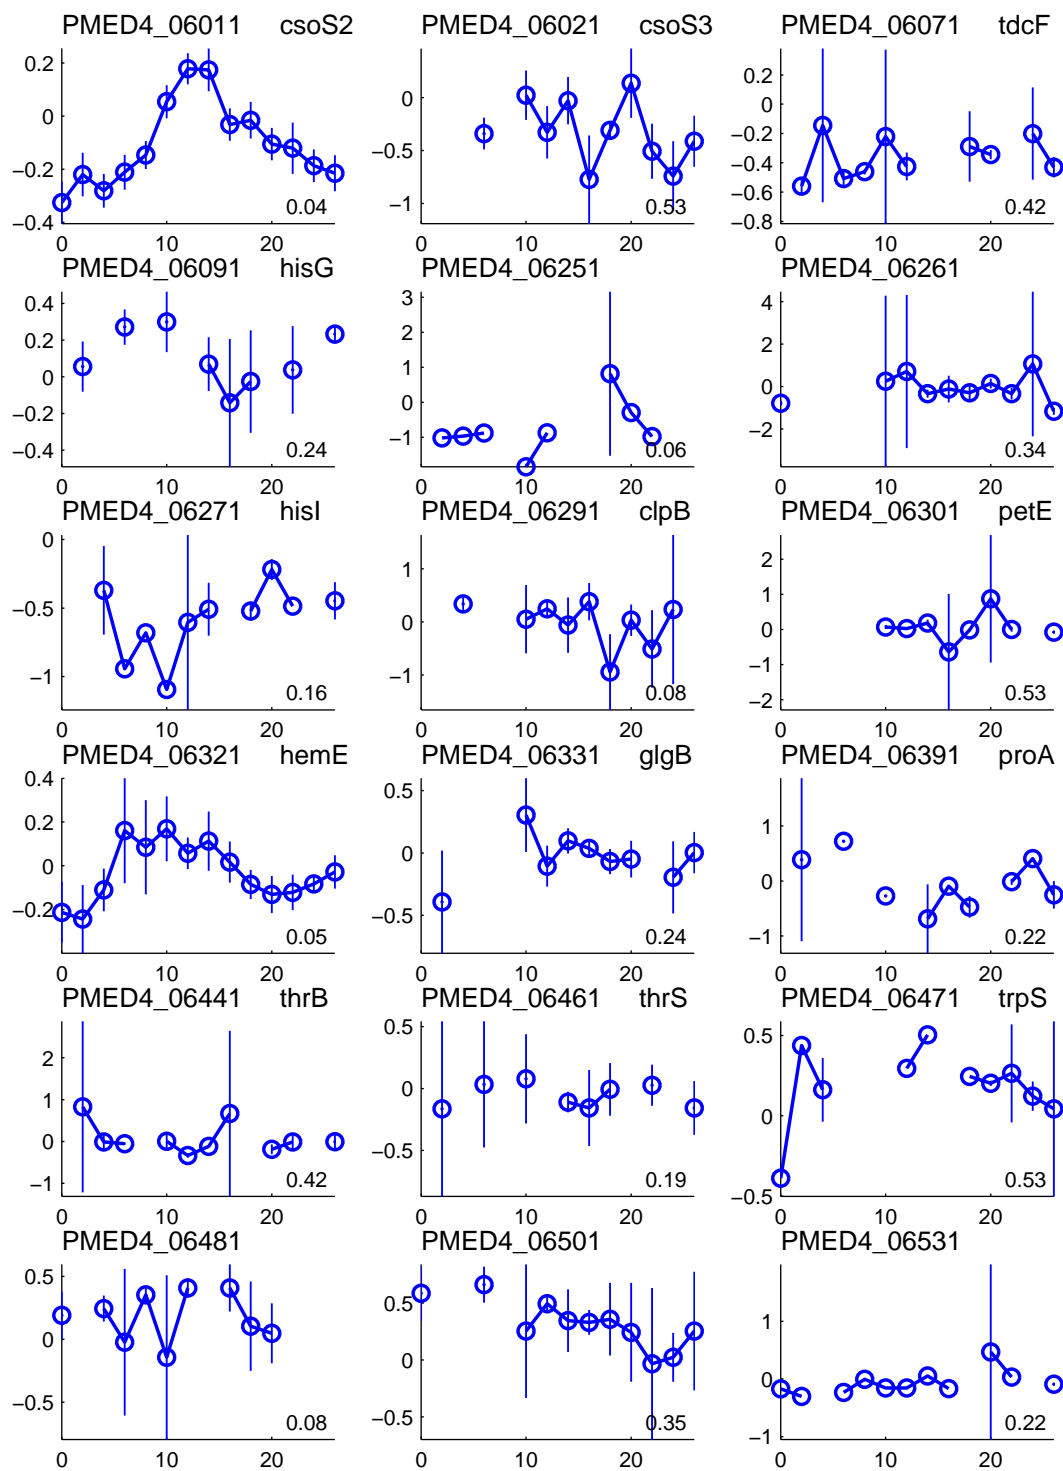 PMED4_06011 csoS2
0.2
0
−0.2
−0.4
0.04
0 10 20
PMED4_06021 csoS3
0
−0.5
−1
0.53
0 10 20
PMED4_06071 tdcF
0.2
0
−0.2
−0.4
−0.6
−0.8
0.42
0 10 20
PMED4_06091 hisG
0.4
0.2
0
−0.2
−0.4
0.24
0 10 20
PMED4_06251
3
2
1
0
−1
0.06
0 10 20
PMED4_06261
4
2
0
−2
0.34
0 10 20
PMED4_06271 hisI
0
−0.5
−1
0.16
0 10 20
PMED4_06291 clpB
1
0
−1
0.08
0 10 20
PMED4_06301 petE
2
1
0
−1
−2
0.53
0 10 20
PMED4_06321 hemE
0.4
0.2
0
−0.2
0.05
0 10 20
PMED4_06331 glgB
0.5
0
−0.5
0.24
0 10 20
PMED4_06391 proA
1
0
−1
0.22
0 10 20
PMED4_06441 thrB
2
1
0
−1
0.42
0 10 20
PMED4_06461 thrS
0.5
0
−0.5
0.19
0 10 20
PMED4_06471 trpS
0.5
0
−0.5
0.53
0 10 20
PMED4_06481
0.5
0
−0.5
0.08
0 10 20
PMED4_06501
0.5
0
−0.5
0.35
0 10 20
PMED4_06531
1
0
−1
0.22
0 10 20